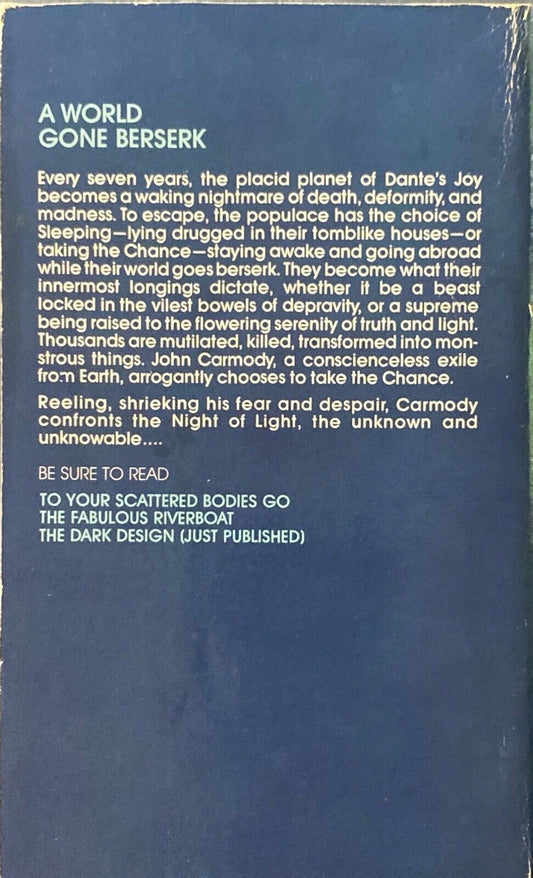 A WORLD
GONE BERSERK
Every seven years, the placid planet of Dante's Joy
becomes a waking nightmare of death, deformity, and
madness. To escape, the populace has the choice of
Sleeping—lying drugged in their tomblike houses—or
taking the Chance—staying awake and going abroad
while their world goes berserk. They become what their
innermost longings dictate, whether it be a beast
locked in the vilest bowels of depravity, or a supreme
being raised to the flowering serenity of truth and light.
Thousands are mutilated, killed, transformed into mon-
strous things. John Carmody, a conscienceless exile
from Earth, arrogantly chooses to take the Chance.
Reeling, shrieking his fear and despair, Carmody
confronts the Night of Light, the unknown and
unknowable....
BE SURE TO READ
TO YOUR SCATTERED BODIES GO
THE FABULOUS RIVERBOAT
THE DARK DESIGN (JUST PUBLISHED)